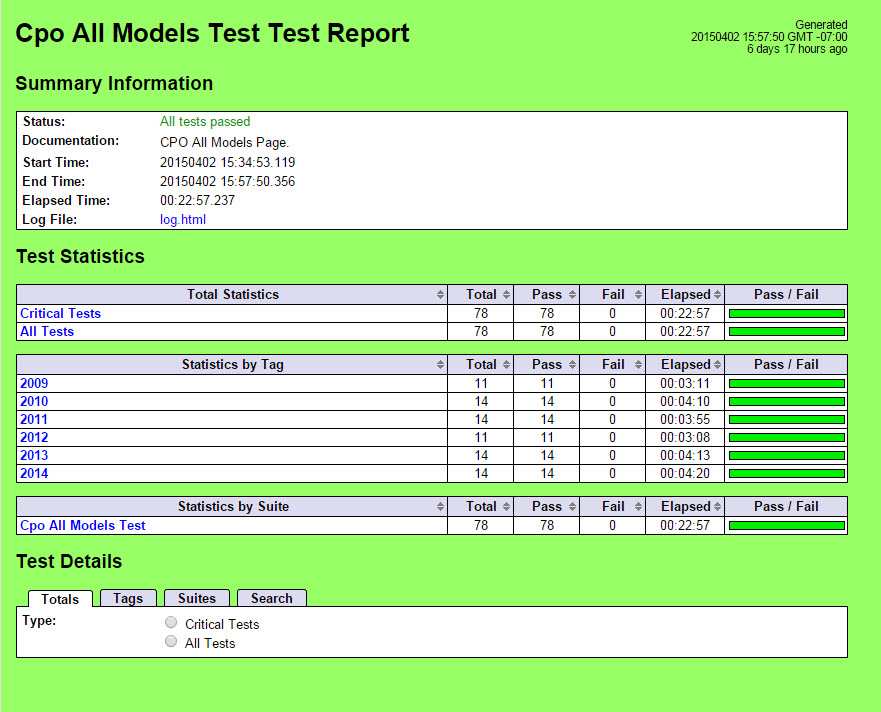 Cpo All Models Test Test Report
Generated
20150402 15:57:50 GMT -07:00
6 days 17 hours ago
Summary Information
Status: All tests passed
Documentation: CPO All Models Page.
Start Time: 20150402 15:34:53.119
End Time: 20150402 15:57:50.356
Elapsed Time: 00:22:57.237
Log File: log.html
Test Statistics
Total Statistics Total Pass Fail Elapsed Pass / Fail
Critical Tests 78 78 0 00:22:57
All Tests 78 78 0 00:22:57
Statistics by Tag Total Pass Fail Elapsed Pass / Fail
2009 11 11 0 00:03:11
2010 14 14 0 00:04:10
2011 14 14 0 00:03:55
2012 11 11 0 00:03:08
2013 14 14 0 00:04:13
2014 14 14 0 00:04:20
Statistics by Suite Total Pass Fail Elapsed Pass / Fail
Cpo All Models Test 78 78 0 00:22:57
Test Details
Totals Tags Suites Search
Type: Critical Tests
All Tests